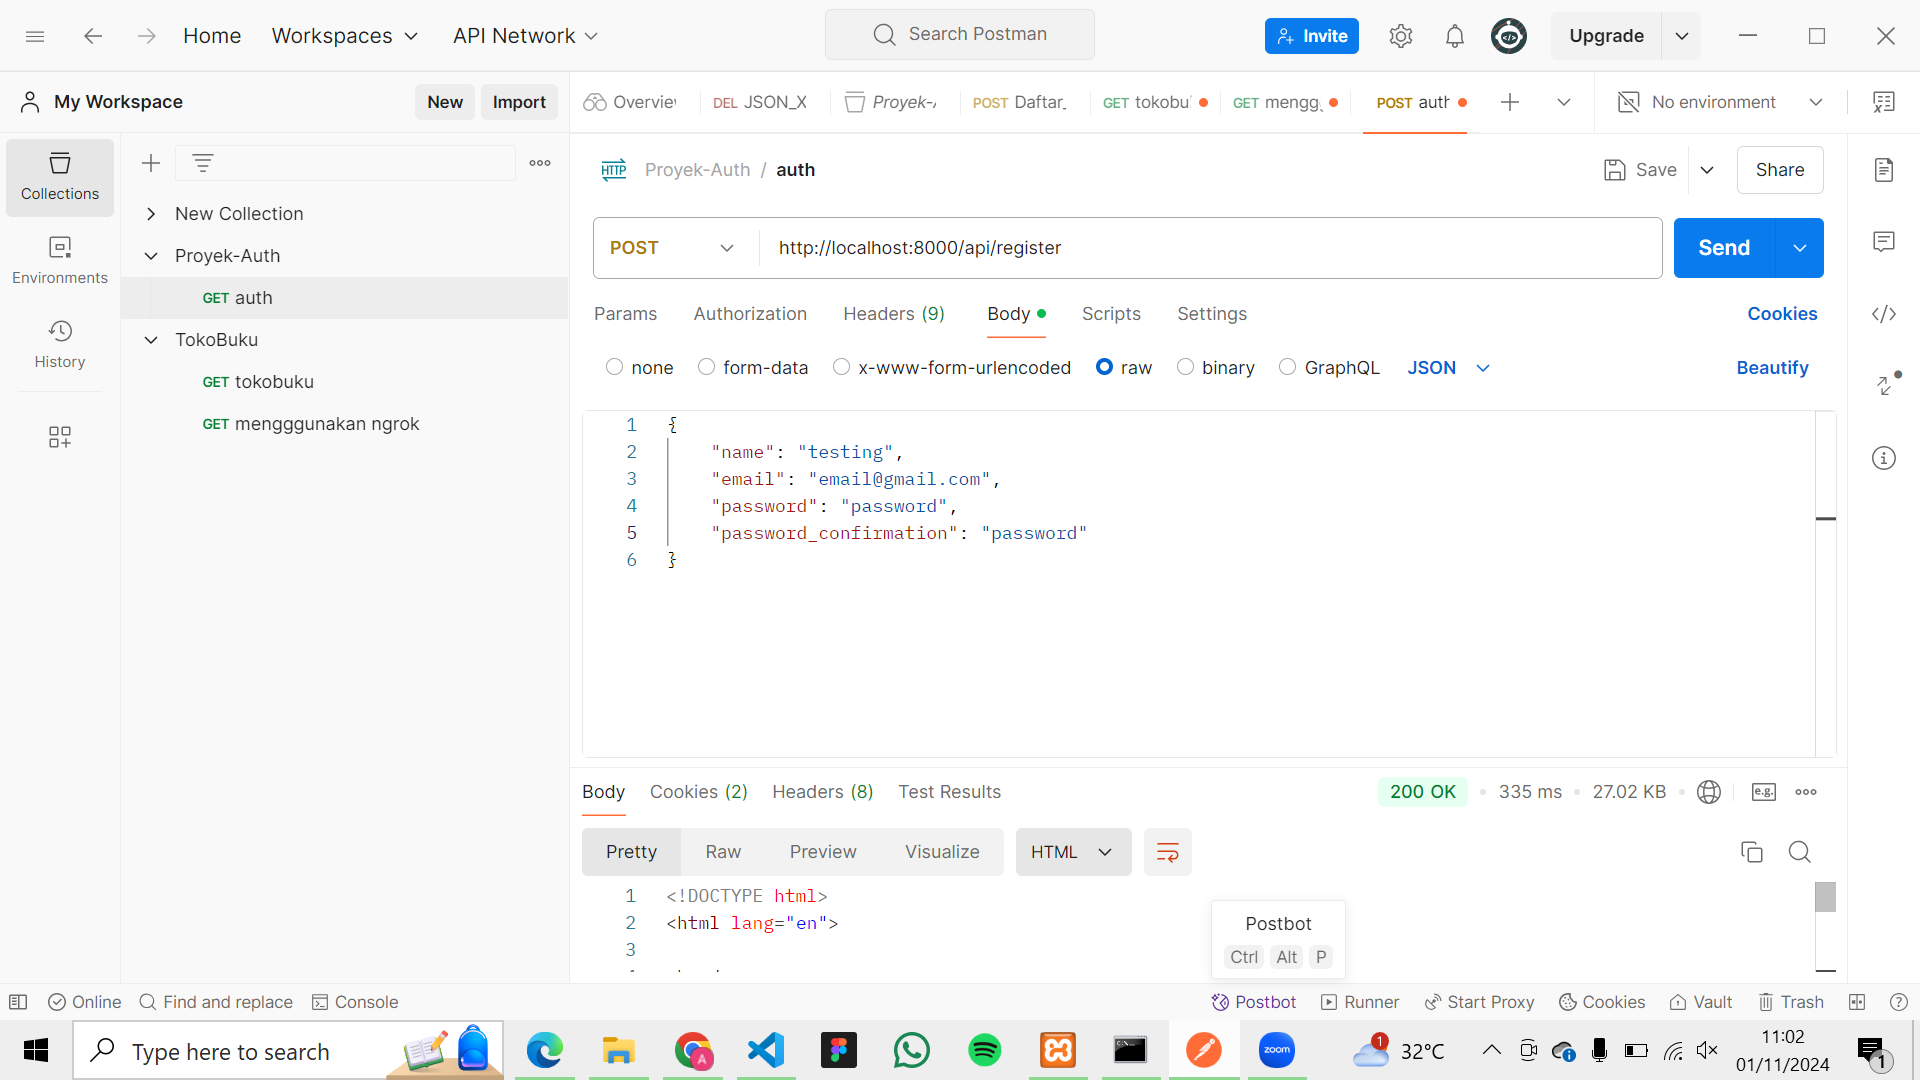 Home
Workspaces
API Network
Search Postman
Invite
Upgrade
My Workspace
New
Import
Overview
DEL JSON_X
Proyek-
POST Daftar_
GET tokobu
GET mengg
POST auth
No environment
Collections
Environments
History
New Collection
Proyek-Auth
GET auth
TokoBuku
GET tokobuku
GET mengggunakan ngrok
HTTP
Proyek-Auth / auth
Save
Share
POST
http://localhost:8000/api/register
Send
Params
Authorization
Headers (9)
Body
Scripts
Settings
Cookies
none
form-data
x-www-form-urlencoded
raw
binary
GraphQL
JSON
Beautify
1 {
2 "name": "testing",
3 "email": "email@gmail.com",
4 "password": "password",
5 "password_confirmation": "password"
6 }
Body
Cookies (2)
Headers (8)
Test Results
200 OK
335 ms
27.02 KB
e.g.
Pretty
Raw
Preview
Visualize
HTML
1 <!DOCTYPE html>
2 <html lang="en">
3
Postbot
Ctrl Alt P
Online
Find and replace
Console
Postbot
Runner
Start Proxy
Cookies
Vault
Trash
Type here to search
A
zoom
1
32°C
11:02
01/11/2024
1